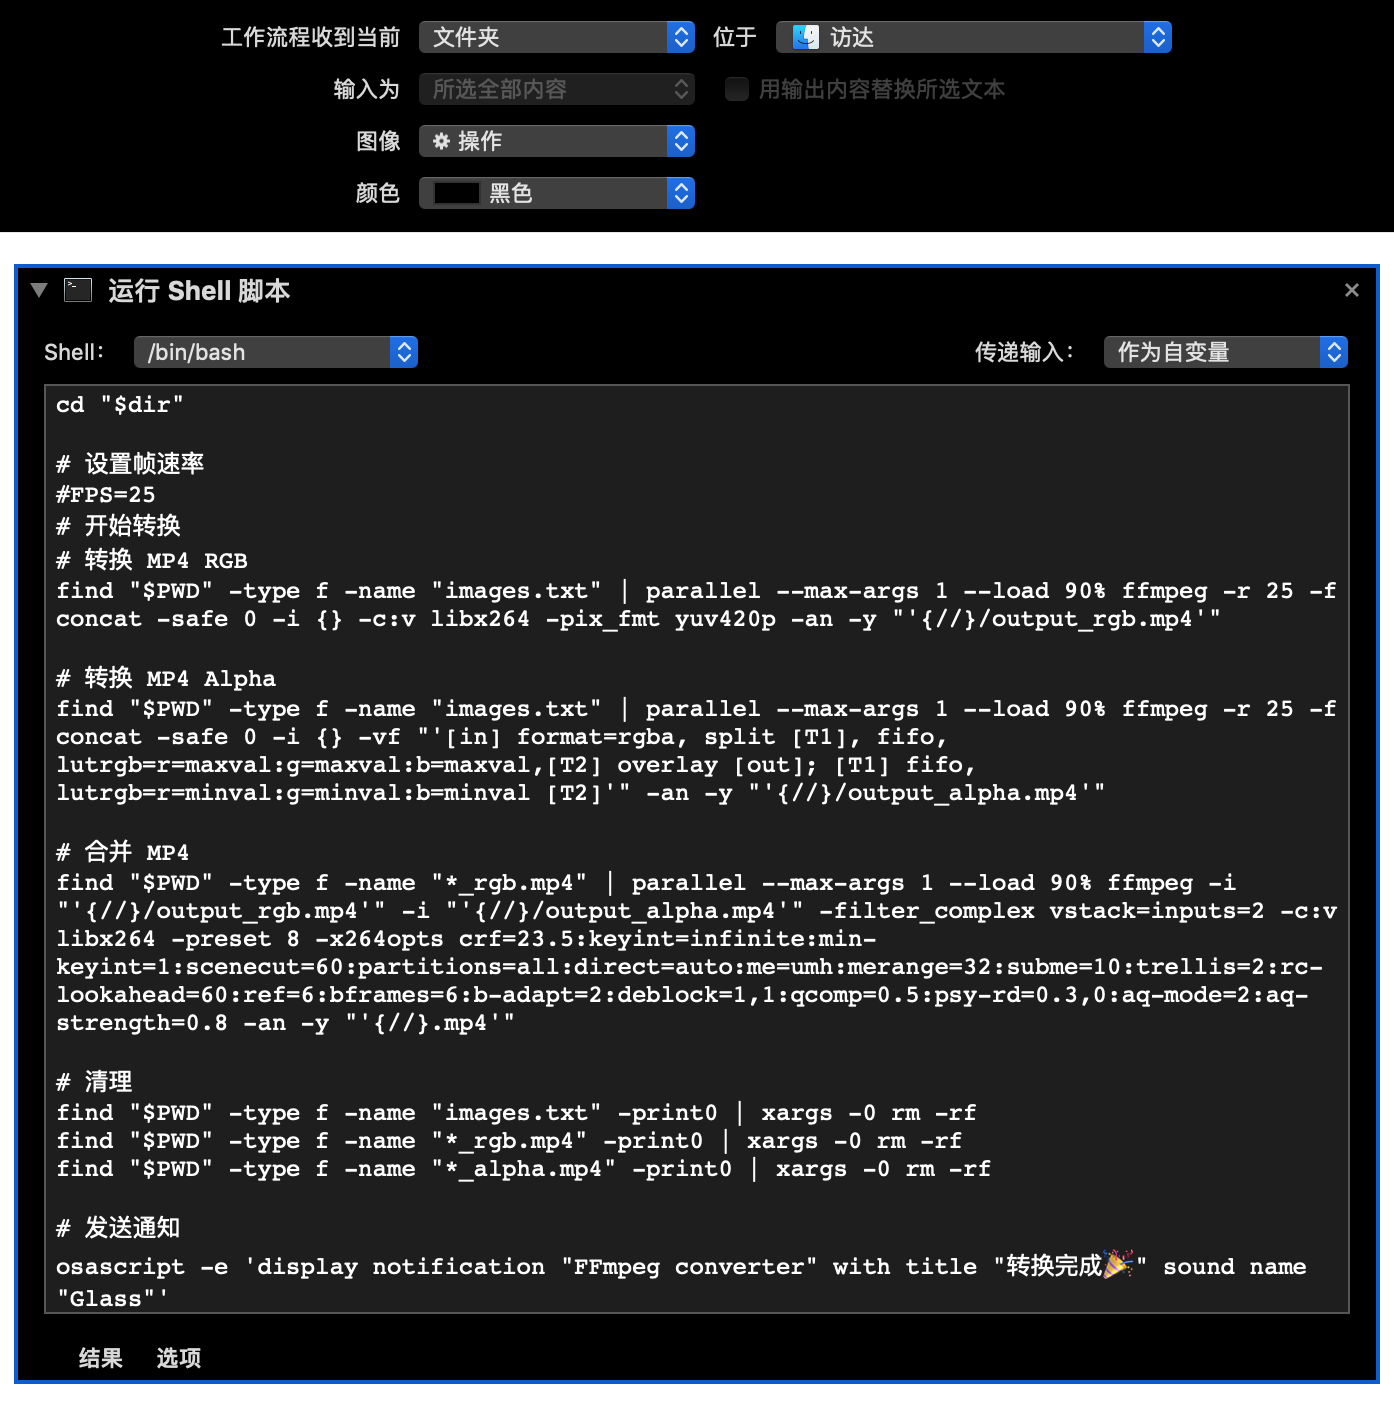 工作流程收到当前 文件夹 位于 访达
输入为 所选全部内容 用输出内容替换所选文本
图像 操作
颜色 黑色
运行 Shell 脚本
Shell： /bin/bash 传递输入： 作为自变量
cd "$dir"
# 设置帧速率
#FPS=25
# 开始转换
# 转换 MP4 RGB
find "$PWD" -type f -name "images.txt" | parallel --max-args 1 --load 90% ffmpeg -r 25 -f
concat -safe 0 -i {} -c:v libx264 -pix_fmt yuv420p -an -y "'{//}/output_rgb.mp4'"
# 转换 MP4 Alpha
find "$PWD" -type f -name "images.txt" | parallel --max-args 1 --load 90% ffmpeg -r 25 -f
concat -safe 0 -i {} -vf "'[in] format=rgba, split [T1], fifo,
lutrgb=r=maxval:g=maxval:b=maxval,[T2] overlay [out]; [T1] fifo,
lutrgb=r=minval:g=minval:b=minval [T2]'" -an -y "'{//}/output_alpha.mp4'"
# 合并 MP4
find "$PWD" -type f -name "*_rgb.mp4" | parallel --max-args 1 --load 90% ffmpeg -i
"'{//}/output_rgb.mp4'" -i "'{//}/output_alpha.mp4'" -filter_complex vstack=inputs=2 -c:v
libx264 -preset 8 -x264opts crf=23.5:keyint=infinite:min-
keyint=1:scenecut=60:partitions=all:direct=auto:me=umh:merange=32:subme=10:trellis=2:rc-
lookahead=60:ref=6:bframes=6:b-adapt=2:deblock=1,1:qcomp=0.5:psy-rd=0.3,0:aq-mode=2:aq-
strength=0.8 -an -y "'{//}.mp4'"
# 清理
find "$PWD" -type f -name "images.txt" -print0 | xargs -0 rm -rf
find "$PWD" -type f -name "*_rgb.mp4" -print0 | xargs -0 rm -rf
find "$PWD" -type f -name "*_alpha.mp4" -print0 | xargs -0 rm -rf
# 发送通知
osascript -e 'display notification "FFmpeg converter" with title "转换完成🎉" sound name
"Glass"'
结果 选项